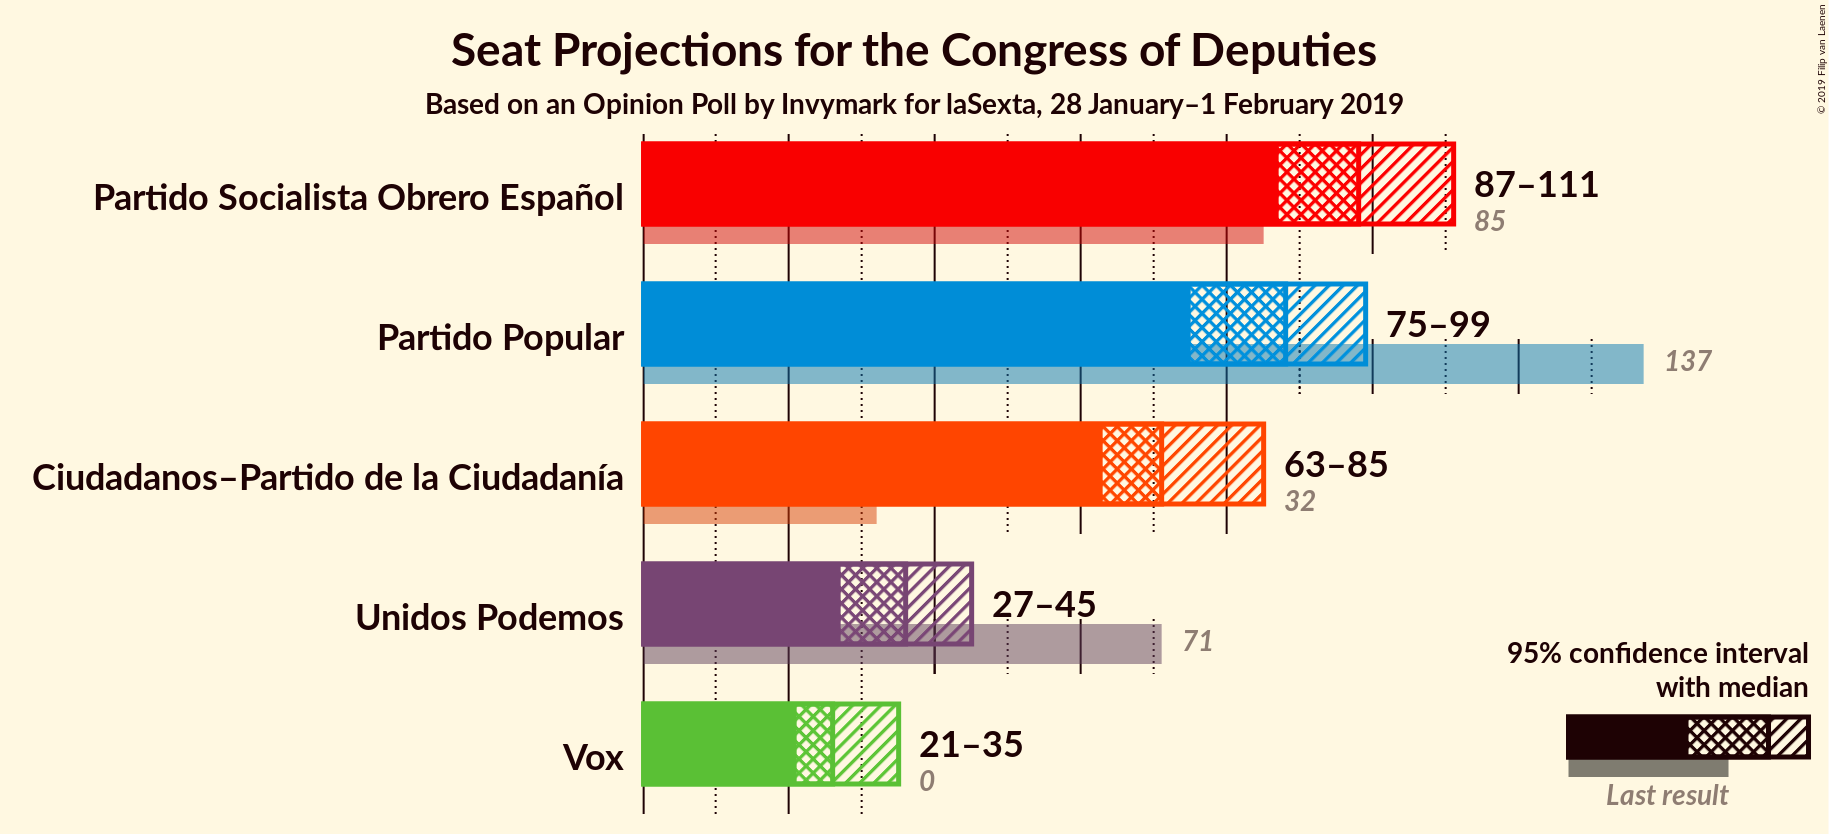 Seat Projections for the Congress of Deputies
Based on an Opinion Poll by Invymark for laSexta, 28 January–1 February 2019
© 2019 Filip van Laenen
Partido Socialista Obrero Español
87–111
85
Partido Popular
75–99
137
Ciudadanos–Partido de la Ciudadanía
63–85
32
Unidos Podemos
27–45
71
Vox
21–35
0
95% confidence interval
with median
Last result